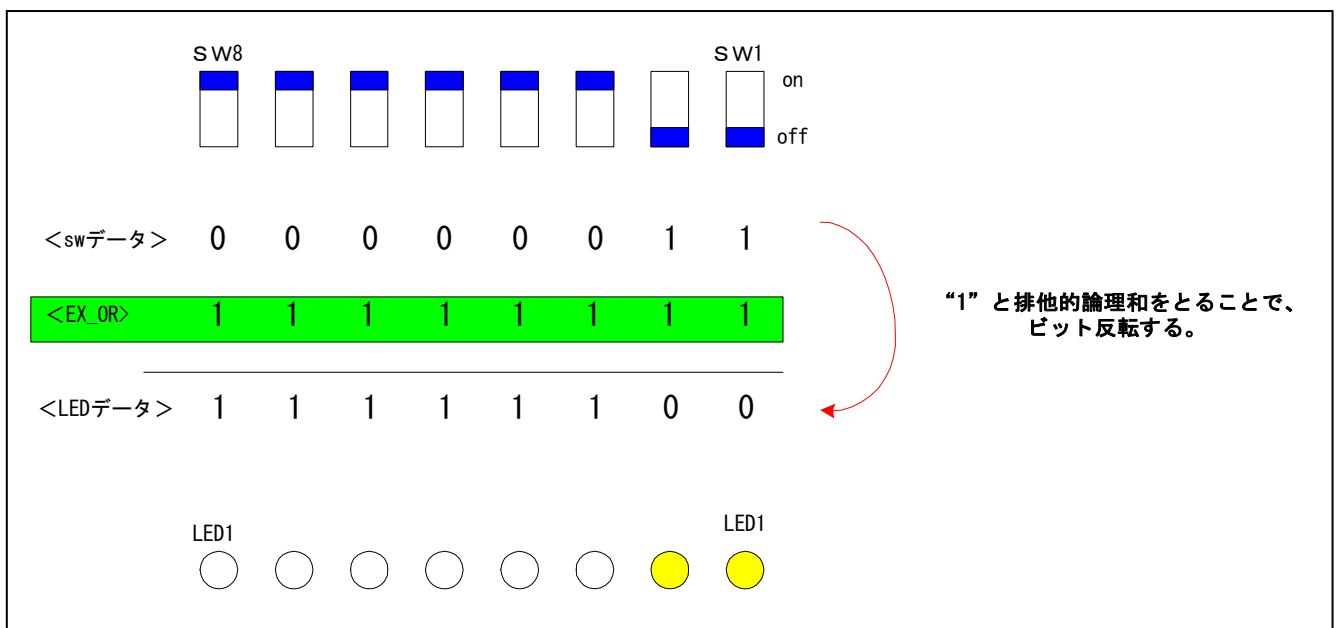 ＳＷ8 ＳＷ1
on
off
＜swデータ＞ 0 0 0 0 0 0 1 1
＜EX_OR＞ 1 1 1 1 1 1 1 1
“1”と排他的論理和をとることで、
ビット反転する。
＜LEDデータ＞ 1 1 1 1 1 1 0 0
LED1 LED1